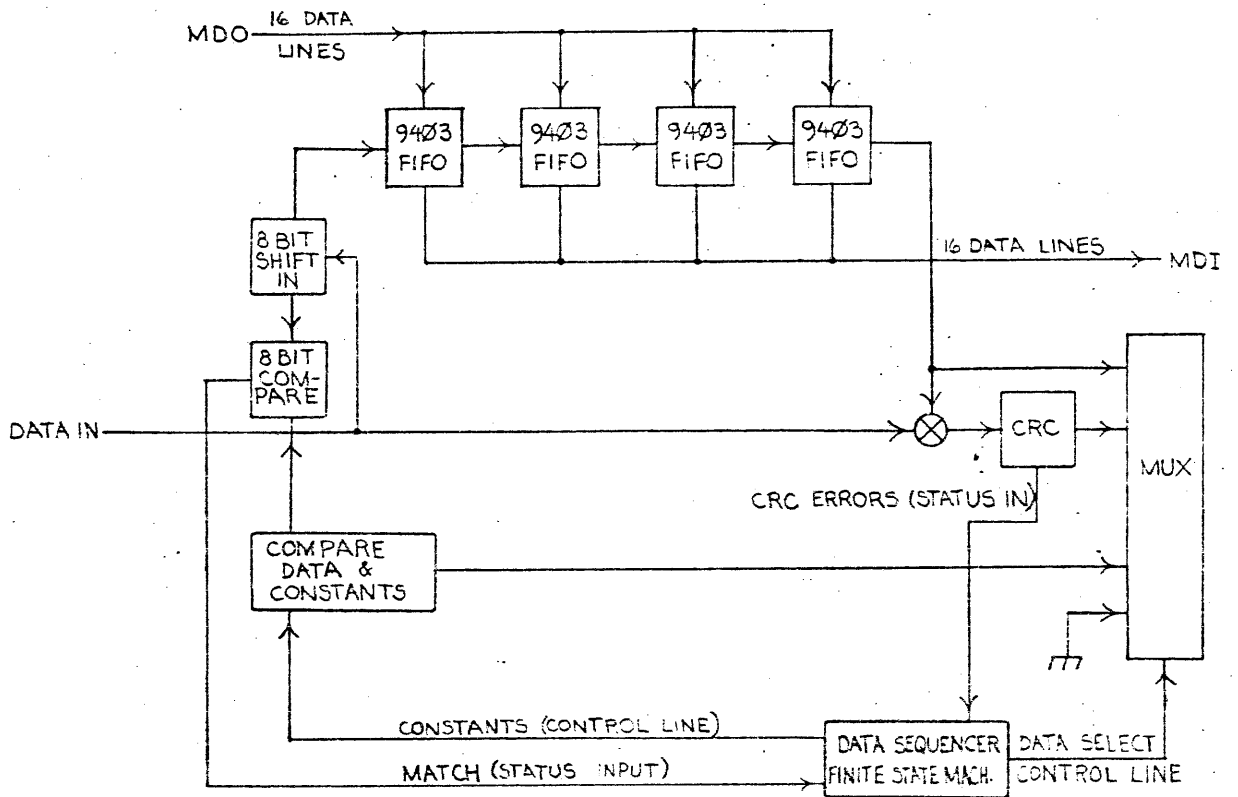 16 DATA
MDO
LINES
94Ø3
FIFO
94Ø3
FIFO
94Ø3
FIFO
94Ø3
FIFO
8 BIT
SHIFT
IN
16 DATA LINES
MDI
8 BIT
COM-
PARE
DATA IN
CRC
MUX
CRC ERRORS (STATUS IN)
COMPARE
DATA &
CONSTANTS
CONSTANTS (CONTROL LINE)
MATCH (STATUS INPUT)
DATA SEQUENCER
FINITE STATE MACH.
DATA SELECT
CONTROL LINE